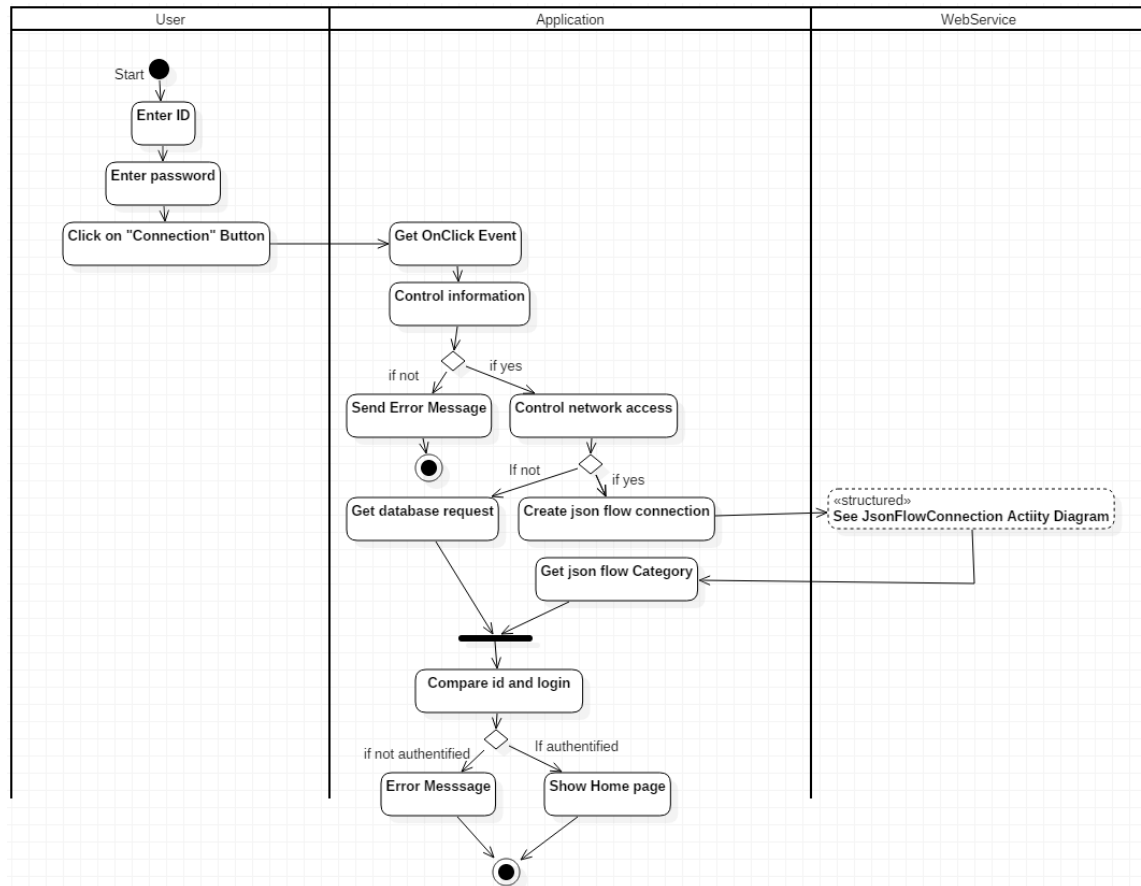 User
Application
WebService
Start
Enter ID
Enter password
Click on "Connection" Button
Get OnClick Event
Control information
if not
if yes
Send Error Message
Control network access
If not
if yes
Get database request
Create json flow connection
«structured»
See JsonFlowConnection Actiity Diagram
Get json flow Category
Compare id and login
if not authentified
If authentified
Error Messsage
Show Home page